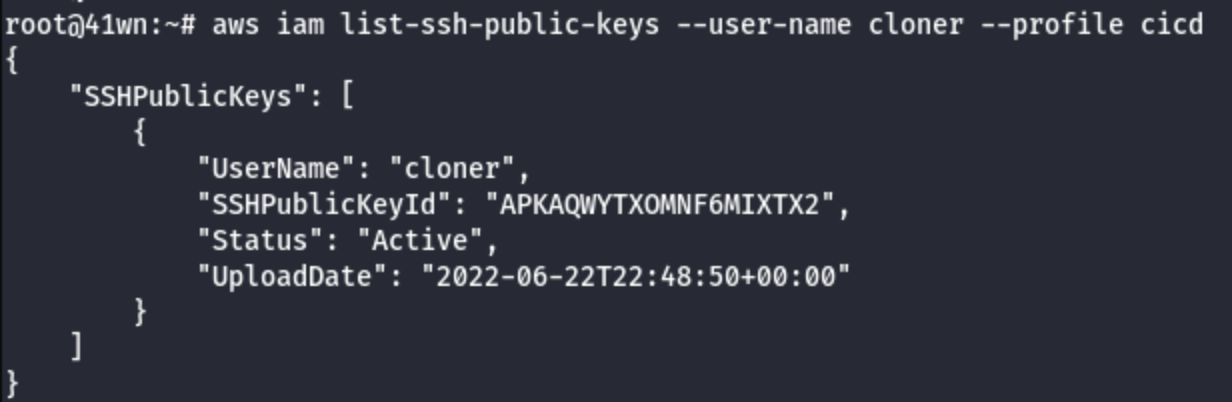 root@41wn:~# aws iam list-ssh-public-keys --user-name cloner --profile cicd
{
    "SSHPublicKeys": [
        {
            "UserName": "cloner",
            "SSHPublicKeyId": "APKAQWYTXOMNF6MIXTX2",
            "Status": "Active",
            "UploadDate": "2022-06-22T22:48:50+00:00"
        }
    ]
}